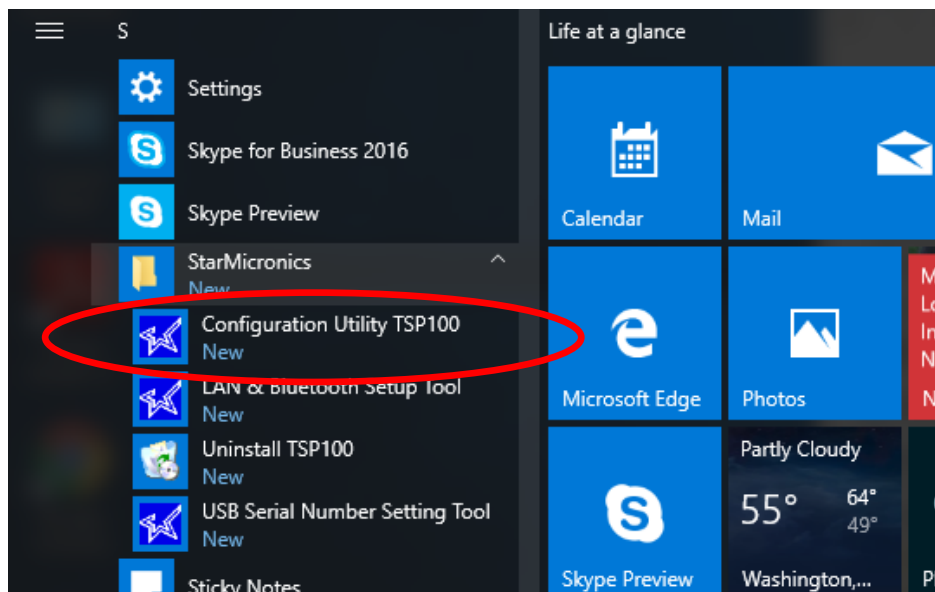 S
Settings
Skype for Business 2016
Skype Preview
StarMicronics
New
Configuration Utility TSP100
New
LAN & Bluetooth Setup Tool
New
Uninstall TSP100
New
USB Serial Number Setting Tool
New
Sticky Notes
Life at a glance
Calendar
Mail
Microsoft Edge
Photos
Skype Preview
Partly Cloudy
55°
64°
49°
Washington,...